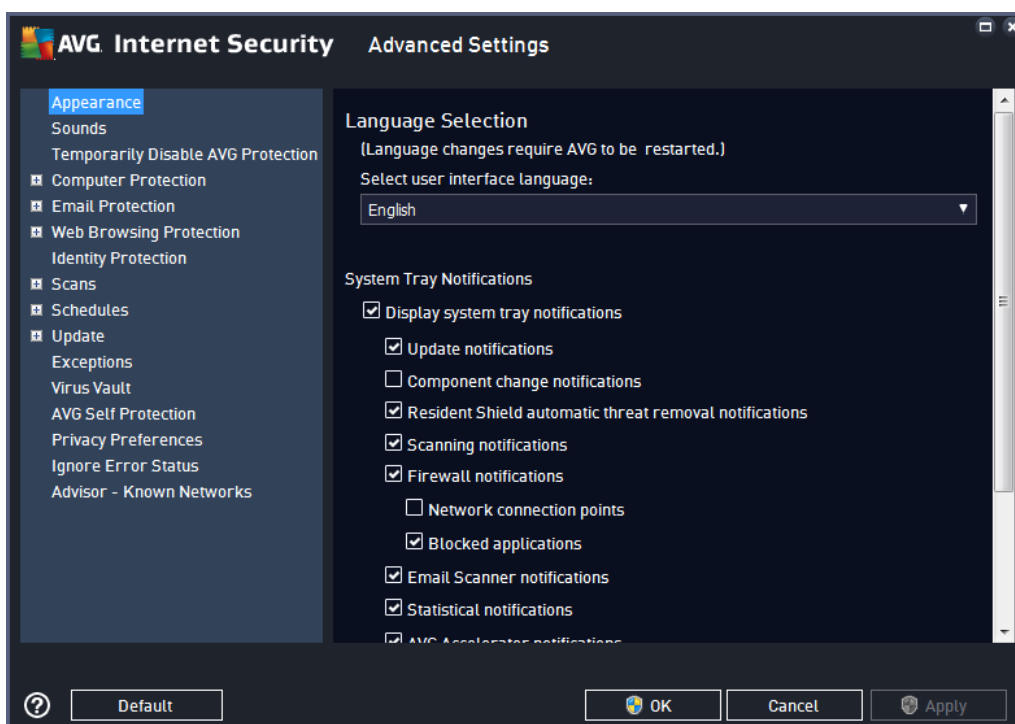 AVG. Internet Security Advanced Settings
Appearance
Sounds
Temporarily Disable AVG Protection
Computer Protection
Email Protection
Web Browsing Protection
Identity Protection
Scans
Schedules
Update
Exceptions
Virus Vault
AVG Self Protection
Privacy Preferences
Ignore Error Status
Advisor - Known Networks
Language Selection
(Language changes require AVG to be restarted.)
Select user interface language:
English
System Tray Notifications
Display system tray notifications
Update notifications
Component change notifications
Resident Shield automatic threat removal notifications
Scanning notifications
Firewall notifications
Network connection points
Blocked applications
Email Scanner notifications
Statistical notifications
AVG Accelerator notifications
Default
OK
Cancel
Apply